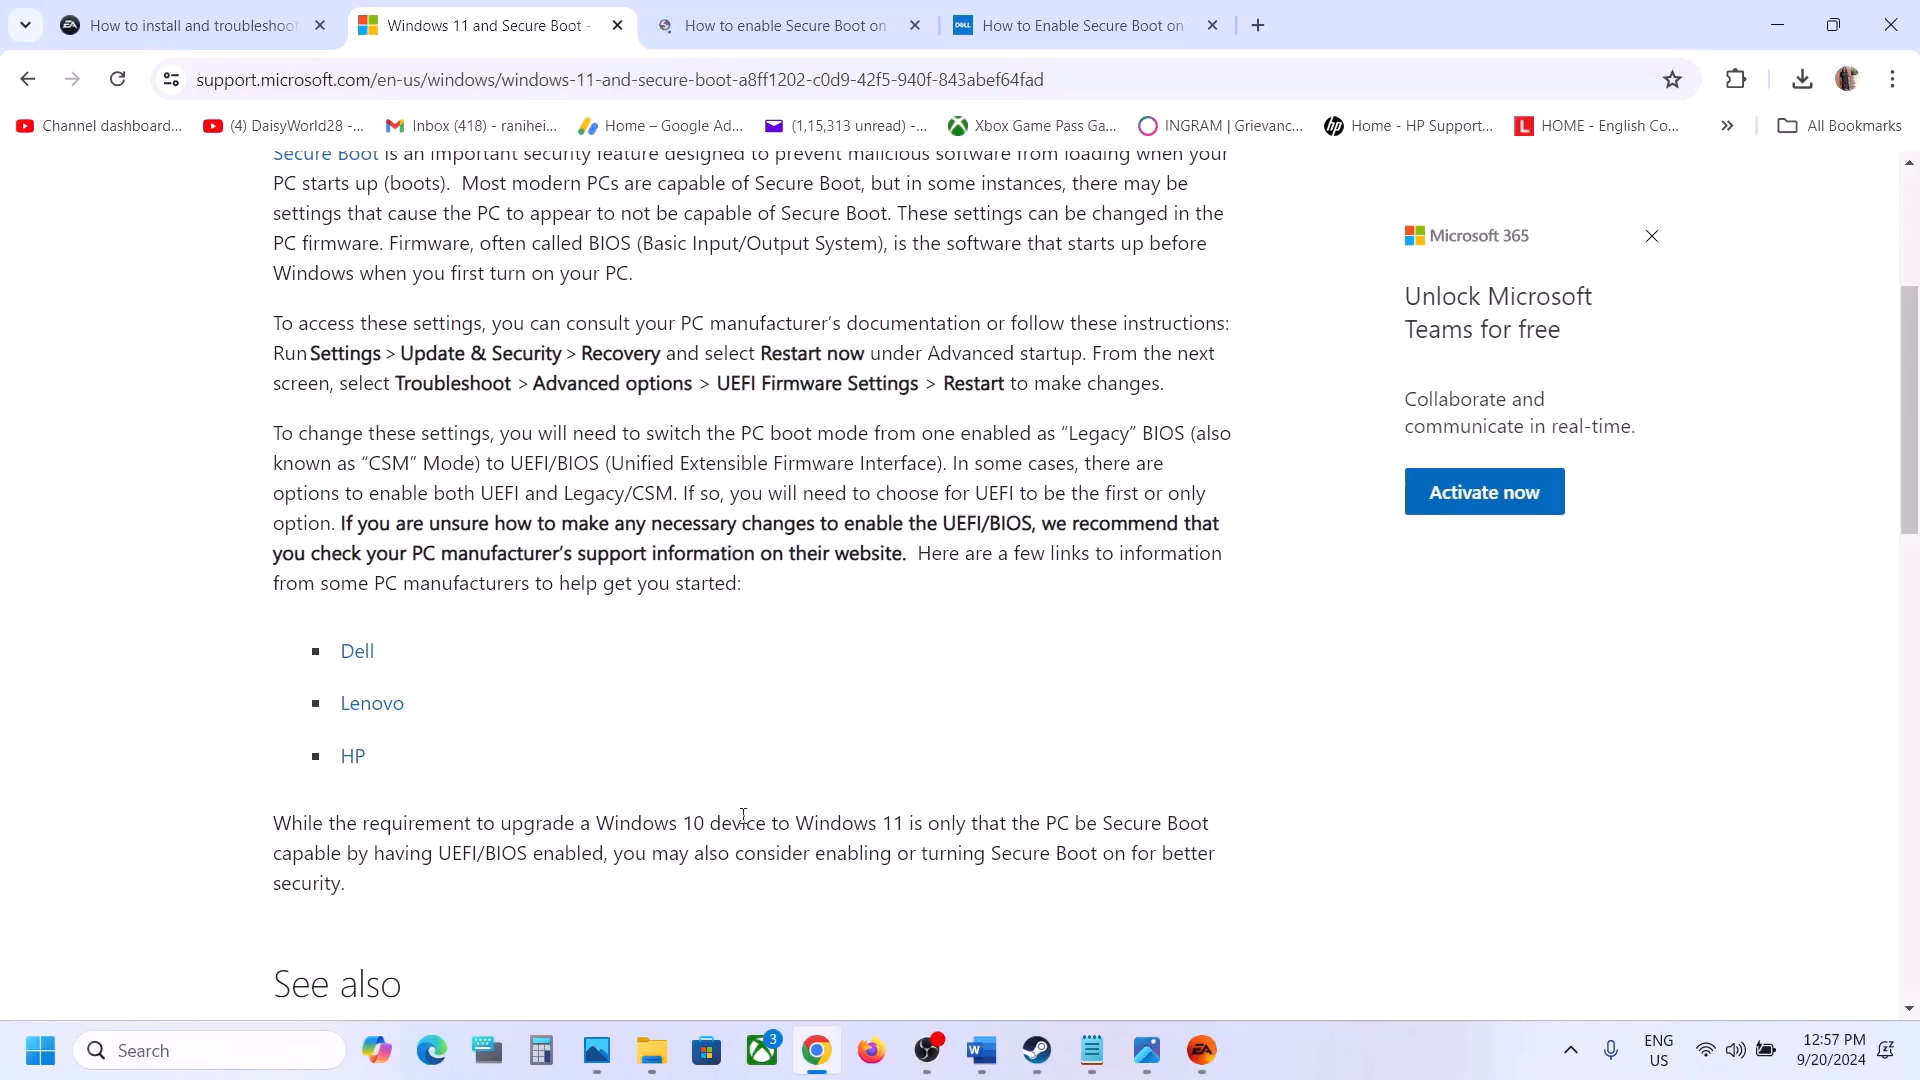 How to install and troubleshoot
Windows 11 and Secure Boot -
How to enable Secure Boot on
DELL
How to Enable Secure Boot on
support.microsoft.com/en-us/windows/windows-11-and-secure-boot-a8ff1202-c0d9-42f5-940f-843abef64fad
Channel dashboard...
(4) DaisyWorld28 -...
Inbox (418) - ranihei...
Home – Google Ad...
(1,15,313 unread) -...
Xbox Game Pass Ga...
INGRAM | Grievanc...
Home - HP Support...
HOME - English Co...
All Bookmarks
Secure Boot is an important security feature designed to prevent malicious software from loading when your
PC starts up (boots).  Most modern PCs are capable of Secure Boot, but in some instances, there may be
settings that cause the PC to appear to not be capable of Secure Boot. These settings can be changed in the
PC firmware. Firmware, often called BIOS (Basic Input/Output System), is the software that starts up before
Windows when you first turn on your PC.
To access these settings, you can consult your PC manufacturer’s documentation or follow these instructions:
Run Settings > Update & Security > Recovery and select Restart now under Advanced startup. From the next
screen, select Troubleshoot > Advanced options > UEFI Firmware Settings > Restart to make changes.
To change these settings, you will need to switch the PC boot mode from one enabled as “Legacy” BIOS (also
known as “CSM” Mode) to UEFI/BIOS (Unified Extensible Firmware Interface). In some cases, there are
options to enable both UEFI and Legacy/CSM. If so, you will need to choose for UEFI to be the first or only
option. If you are unsure how to make any necessary changes to enable the UEFI/BIOS, we recommend that
you check your PC manufacturer’s support information on their website.  Here are a few links to information
from some PC manufacturers to help get you started:
Dell
Lenovo
HP
While the requirement to upgrade a Windows 10 device to Windows 11 is only that the PC be Secure Boot
capable by having UEFI/BIOS enabled, you may also consider enabling or turning Secure Boot on for better
security.
See also
Microsoft 365
Unlock Microsoft
Teams for free
Collaborate and
communicate in real-time.
Activate now
Search
3
ENG
US
12:57 PM
9/20/2024